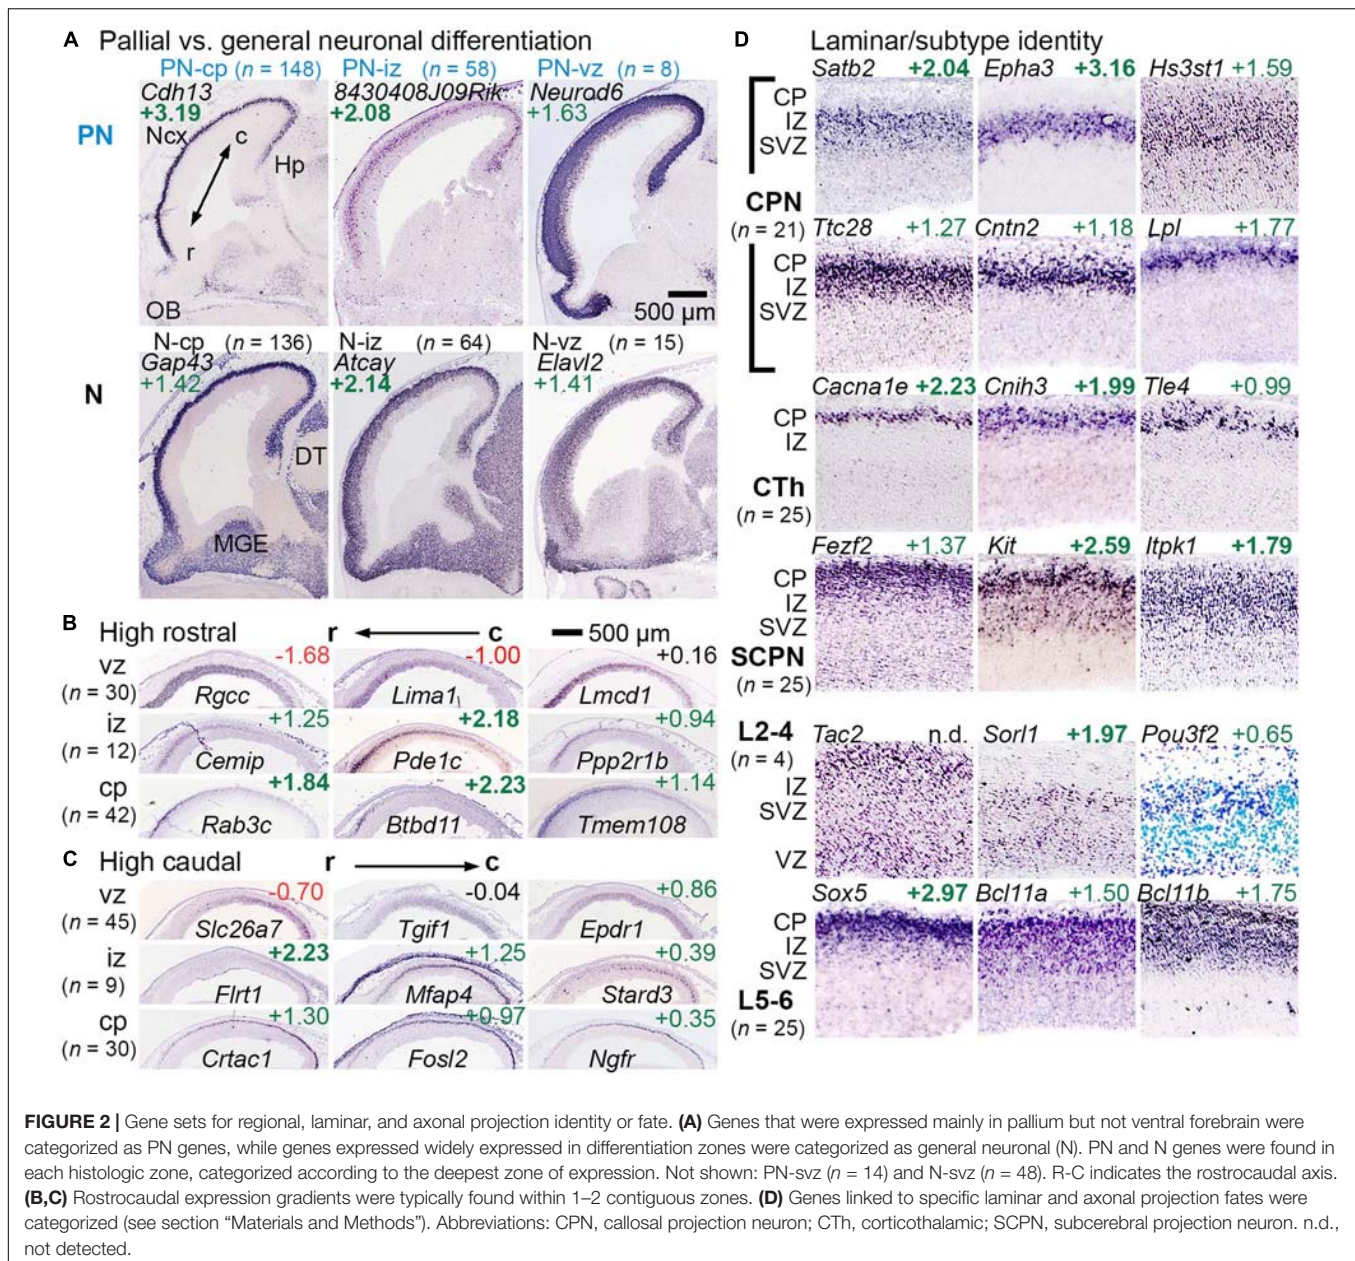 A Pallial vs. general neuronal differentiation
PN-cp (n = 148) PN-iz (n = 58) PN-vz (n = 8)
Cdh13 8430408J09Rik Neurod6
+3.19 +2.08 +1.63
PN
Ncx c Hp
r
OB
500 µm
N-cp (n = 136) N-iz (n = 64) N-vz (n = 15)
Gap43 Atcay Elavl2
+1.42 +2.14 +1.41
N
DT
MGE
B High rostral r c 500 µm
vz -1.68 -1.00 +0.16
(n = 30) Rgcc Lima1 Lmcd1
iz +1.25 +2.18 +0.94
(n = 12) Cemip Pde1c Ppp2r1b
cp +1.84 +2.23 +1.14
(n = 42) Rab3c Btbd11 Tmem108
C High caudal r c
vz -0.70 -0.04 +0.86
(n = 45) Slc26a7 Tgif1 Epdr1
iz +2.23 +1.25 +0.39
(n = 9) Flrt1 Mfap4 Stard3
cp +1.30 +0.97 +0.35
(n = 30) Crtac1 Fosl2 Ngfr
D Laminar/subtype identity
Satb2 +2.04 Epha3 +3.16 Hs3st1 +1.59
CP
IZ
SVZ
CPN
(n = 21)
Ttc28 +1.27 Cntn2 +1.18 Lpl +1.77
CP
IZ
SVZ
Cacna1e +2.23 Cnih3 +1.99 Tle4 +0.99
CP
IZ
CTh
(n = 25)
Fezf2 +1.37 Kit +2.59 Itpk1 +1.79
CP
IZ
SVZ
SCPN
(n = 25)
L2-4 Tac2 n.d. Sorl1 +1.97 Pou3f2 +0.65
(n = 4)
IZ
SVZ
VZ
Sox5 +2.97 Bcl11a +1.50 Bcl11b +1.75
CP
IZ
SVZ
L5-6
(n = 25)
FIGURE 2 | Gene sets for regional, laminar, and axonal projection identity or fate. (A) Genes that were expressed mainly in pallium but not ventral forebrain were
categorized as PN genes, while genes expressed widely expressed in differentiation zones were categorized as general neuronal (N). PN and N genes were found in
each histologic zone, categorized according to the deepest zone of expression. Not shown: PN-svz (n = 14) and N-svz (n = 48). R-C indicates the rostrocaudal axis.
(B,C) Rostrocaudal expression gradients were typically found within 1–2 contiguous zones. (D) Genes linked to specific laminar and axonal projection fates were
categorized (see section “Materials and Methods”). Abbreviations: CPN, callosal projection neuron; CTh, corticothalamic; SCPN, subcerebral projection neuron. n.d.,
not detected.